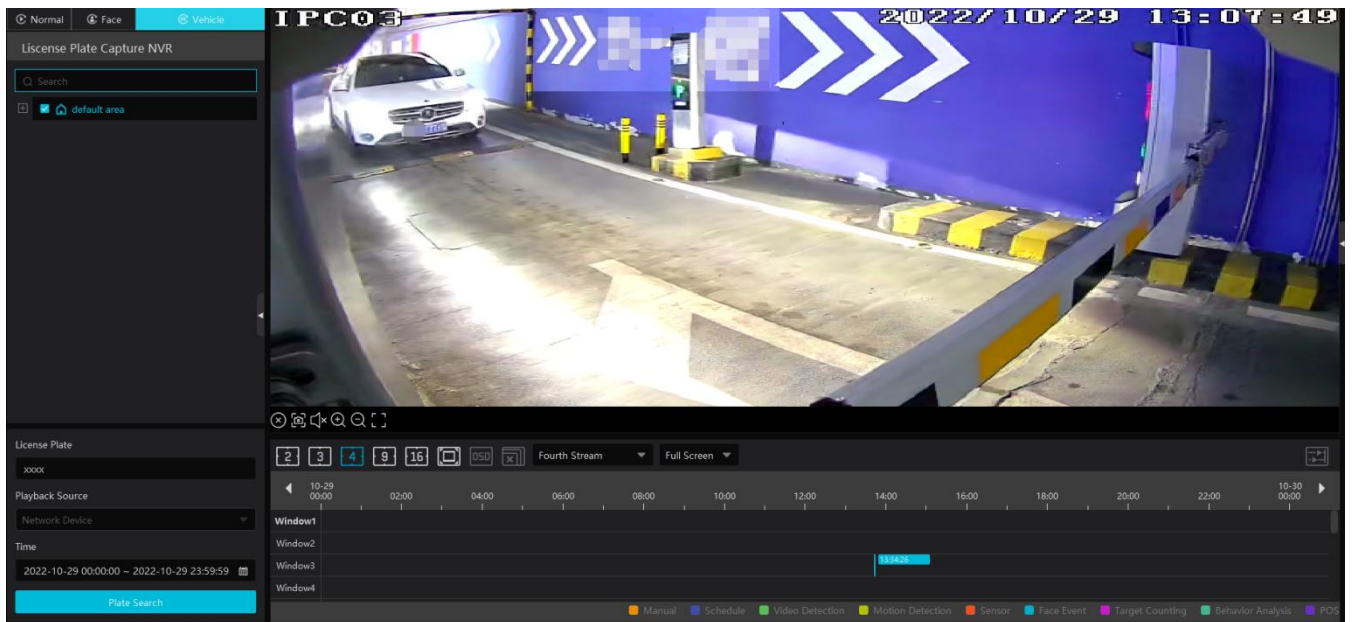 Normal Face Vehicle
Liscense Plate Capture NVR
Search
default area
IPC03 2022/10/29 13:07:49
P
License Plate
xxxx
Playback Source
Network Device
Time
2022-10-29 00:00:00 ~ 2022-10-29 23:59:59
Plate Search
2 3 4 9 16 OSD Fourth Stream Full Screen
10-29 10-30
00:00 02:00 04:00 06:00 08:00 10:00 12:00 14:00 16:00 18:00 20:00 22:00 00:00
Window1
Window2
Window3 13:34:26
Window4
Manual Schedule Video Detection Motion Detection Sensor Face Event Target Counting Behavior Analysis POS